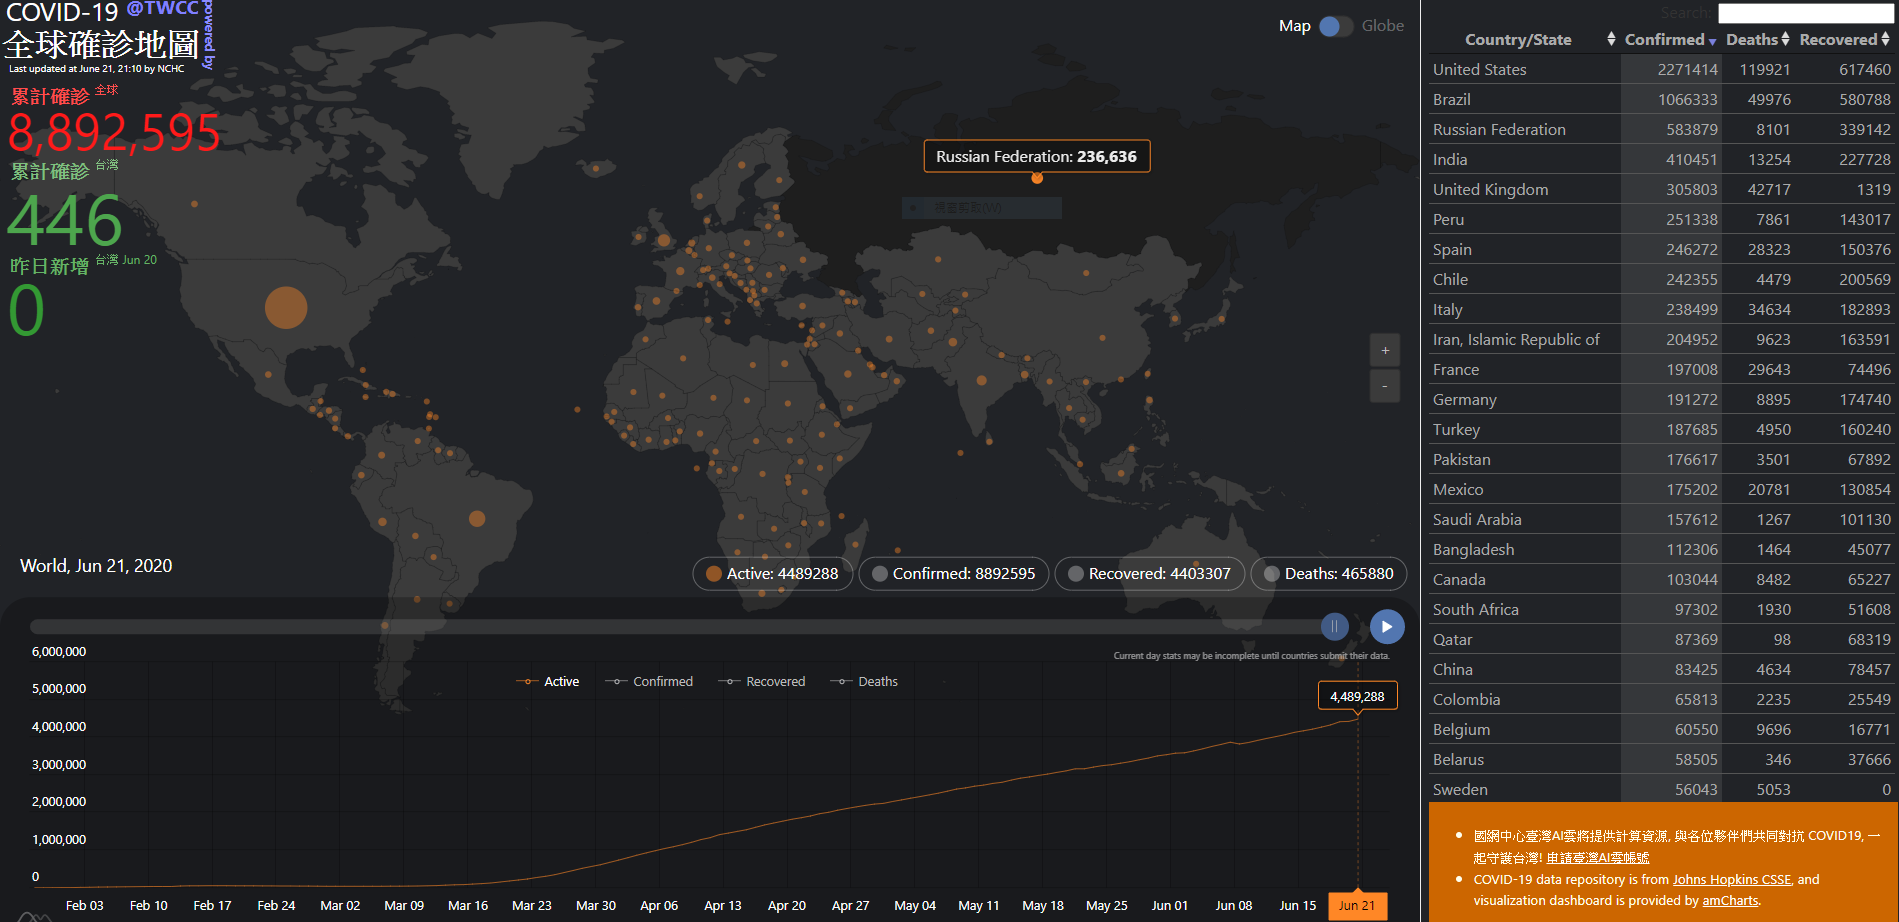 COVID-19 @TWCC
powered by
全球確診地圖
Last updated at June 21, 21:10 by NCHC
累計確診 全球
8,892,595
累計確診 台灣
446
昨日新增 台灣 Jun 20
0
Map Globe
Russian Federation: 236,636
視窗剪取(W)
+
-
World, Jun 21, 2020
Active: 4489288 Confirmed: 8892595 Recovered: 4403307 Deaths: 465880
Current day stats may be incomplete until countries submit their data.
Active Confirmed Recovered Deaths
4,489,288
6,000,000
5,000,000
4,000,000
3,000,000
2,000,000
1,000,000
0
Feb 03 Feb 10 Feb 17 Feb 24 Mar 02 Mar 09 Mar 16 Mar 23 Mar 30 Apr 06 Apr 13 Apr 20 Apr 27 May 04 May 11 May 18 May 25 Jun 01 Jun 08 Jun 15 Jun 21
Search:
Country/State Confirmed Deaths Recovered
United States 2271414 119921 617460
Brazil 1066333 49976 580788
Russian Federation 583879 8101 339142
India 410451 13254 227728
United Kingdom 305803 42717 1319
Peru 251338 7861 143017
Spain 246272 28323 150376
Chile 242355 4479 200569
Italy 238499 34634 182893
Iran, Islamic Republic of 204952 9623 163591
France 197008 29643 74496
Germany 191272 8895 174740
Turkey 187685 4950 160240
Pakistan 176617 3501 67892
Mexico 175202 20781 130854
Saudi Arabia 157612 1267 101130
Bangladesh 112306 1464 45077
Canada 103044 8482 65227
South Africa 97302 1930 51608
Qatar 87369 98 68319
China 83425 4634 78457
Colombia 65813 2235 25549
Belgium 60550 9696 16771
Belarus 58505 346 37666
Sweden 56043 5053 0
國網中心臺灣AI雲將提供計算資源, 與名位夥伴們共同對抗 COVID19, 一
起守護台灣! 申請臺灣AI雲帳號
COVID-19 data repository is from Johns Hopkins CSSE, and
visualization dashboard is provided by amCharts.